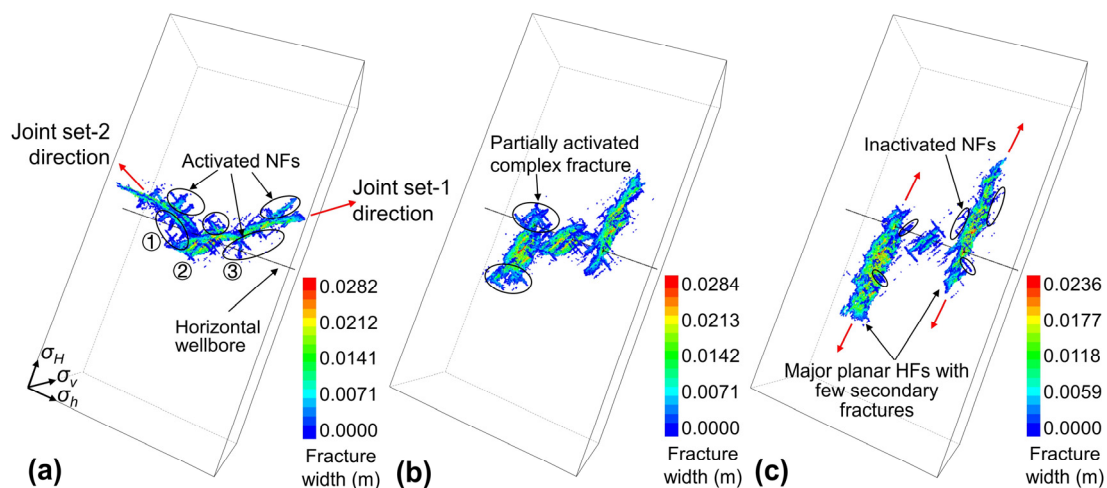 Joint set-2
direction
Activated NFs
Joint set-1
direction
①
②
③
Horizontal
wellbore
σH
σv
σh
0.0282
0.0212
0.0141
0.0071
0.0000
Fracture
width (m)
(a)
Partially activated
complex fracture
0.0284
0.0213
0.0142
0.0071
0.0000
Fracture
width (m)
(b)
Inactivated NFs
Major planar HFs with
few secondary
fractures
0.0236
0.0177
0.0118
0.0059
0.0000
Fracture
width (m)
(c)